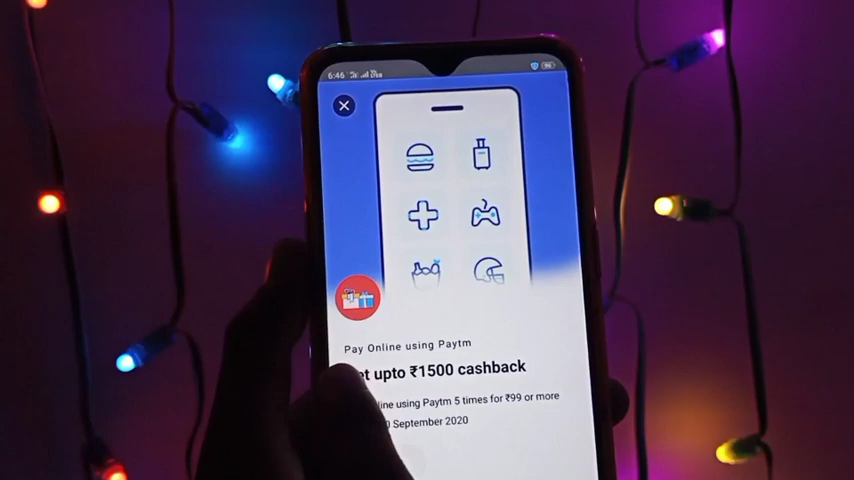 6:46
Pay Online using Paytm
upto ₹1500 cashback
using Paytm 5 times for ₹99 or more
September 2020